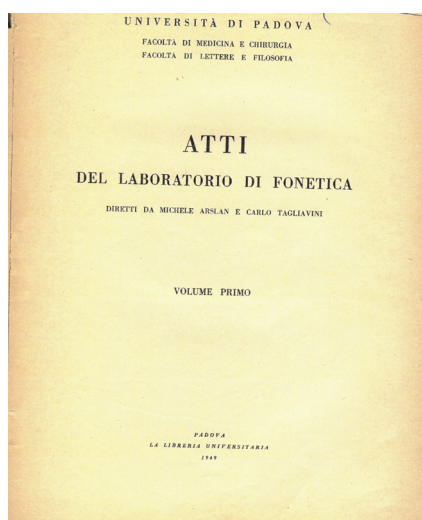 UNIVERSITÀ DI PADOVA
FACOLTÀ DI MEDICINA E CHIRURGIA
FACOLTÀ DI LETTERE E FILOSOFIA
ATTI
DEL LABORATORIO DI FONETICA
DIRETTI DA MICHELE ARSLAN E CARLO TAGLIAVINI
VOLUME PRIMO
PADOVA
LA LIBRERIA UNIVERSITARIA
1949